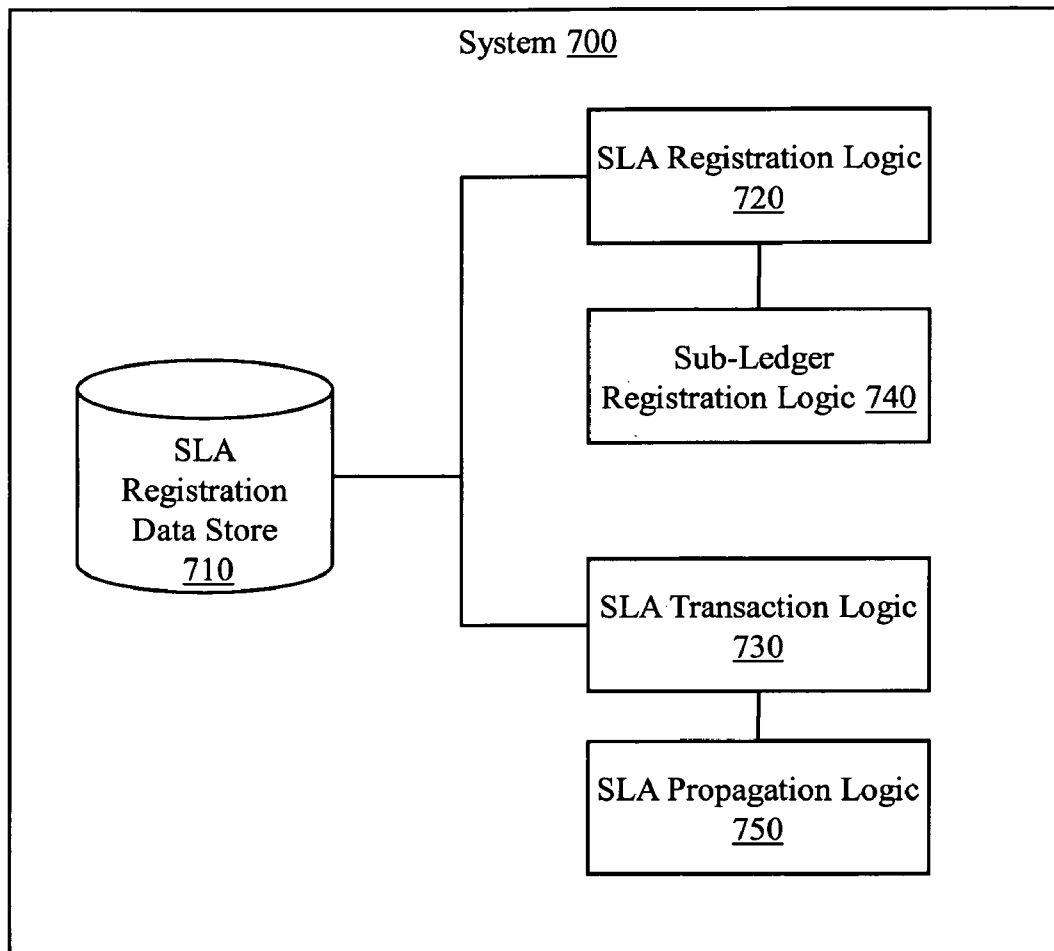 System 700
SLA Registration Logic
720
Sub-Ledger
Registration Logic 740
SLA
Registration
Data Store
710
SLA Transaction Logic
730
SLA Propagation Logic
750